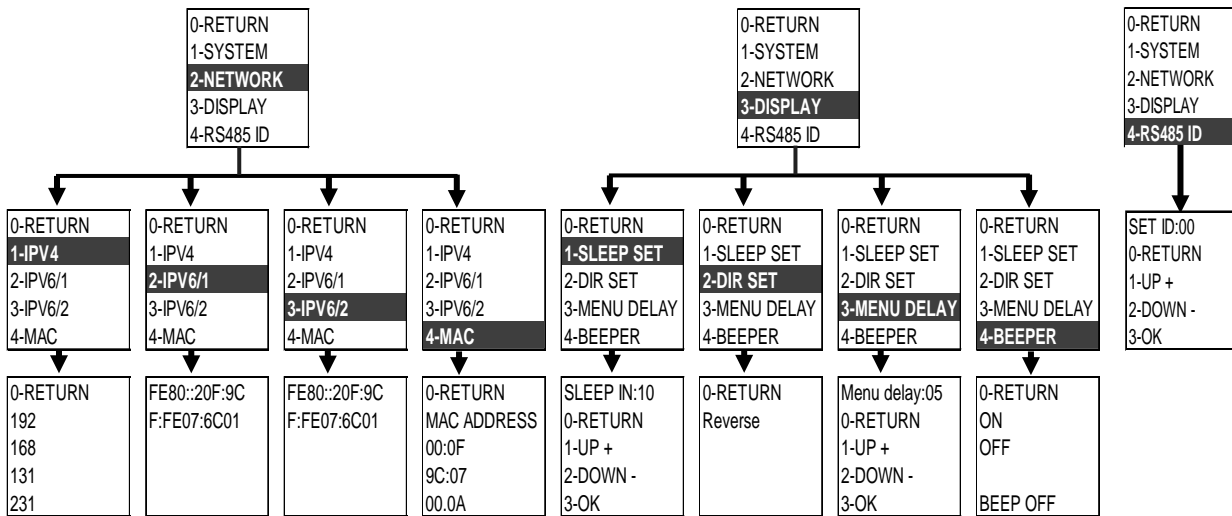 0-RETURN
1-SYSTEM
2-NETWORK
3-DISPLAY
4-RS485 ID
0-RETURN
1-SYSTEM
2-NETWORK
3-DISPLAY
4-RS485 ID
0-RETURN
1-SYSTEM
2-NETWORK
3-DISPLAY
4-RS485 ID
0-RETURN
1-IPV4
2-IPV6/1
3-IPV6/2
4-MAC
0-RETURN
1-IPV4
2-IPV6/1
3-IPV6/2
4-MAC
0-RETURN
1-IPV4
2-IPV6/1
3-IPV6/2
4-MAC
0-RETURN
1-IPV4
2-IPV6/1
3-IPV6/2
4-MAC
0-RETURN
1-SLEEP SET
2-DIR SET
3-MENU DELAY
4-BEEPER
0-RETURN
1-SLEEP SET
2-DIR SET
3-MENU DELAY
4-BEEPER
0-RETURN
1-SLEEP SET
2-DIR SET
3-MENU DELAY
4-BEEPER
0-RETURN
1-SLEEP SET
2-DIR SET
3-MENU DELAY
4-BEEPER
SET ID:00
0-RETURN
1-UP +
2-DOWN -
3-OK
0-RETURN
192
168
131
231
FE80::20F:9C
F:FE07:6C01
FE80::20F:9C
F:FE07:6C01
0-RETURN
MAC ADDRESS
00:0F
9C:07
00.0A
SLEEP IN:10
0-RETURN
1-UP +
2-DOWN -
3-OK
0-RETURN
Reverse
Menu delay:05
0-RETURN
1-UP +
2-DOWN -
3-OK
0-RETURN
ON
OFF
BEEP OFF